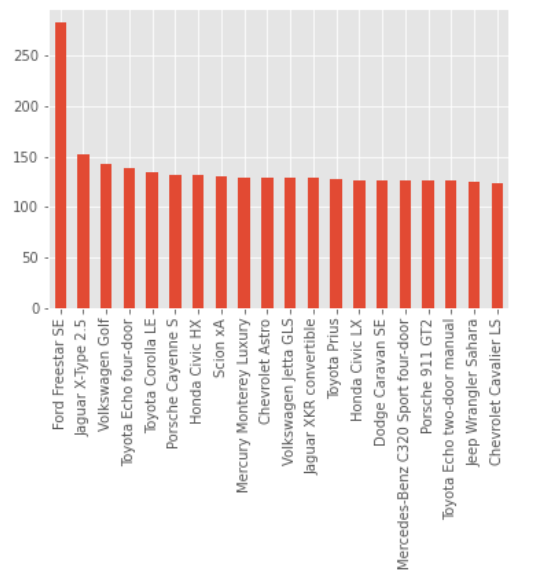 250
200
150
100
50
0
Ford Freestar SE
Jaguar X-Type 2.5
Volkswagen Golf
Toyota Echo four-door
Toyota Corolla LE
Porsche Cayenne S
Honda Civic HX
Scion xA
Mercury Monterey Luxury
Chevrolet Astro
Volkswagen Jetta GLS
Jaguar XKR convertible
Toyota Prius
Honda Civic LX
Dodge Caravan SE
Mercedes-Benz C320 Sport four-door
Porsche 911 GT2
Toyota Echo two-door manual
Jeep Wrangler Sahara
Chevrolet Cavalier LS